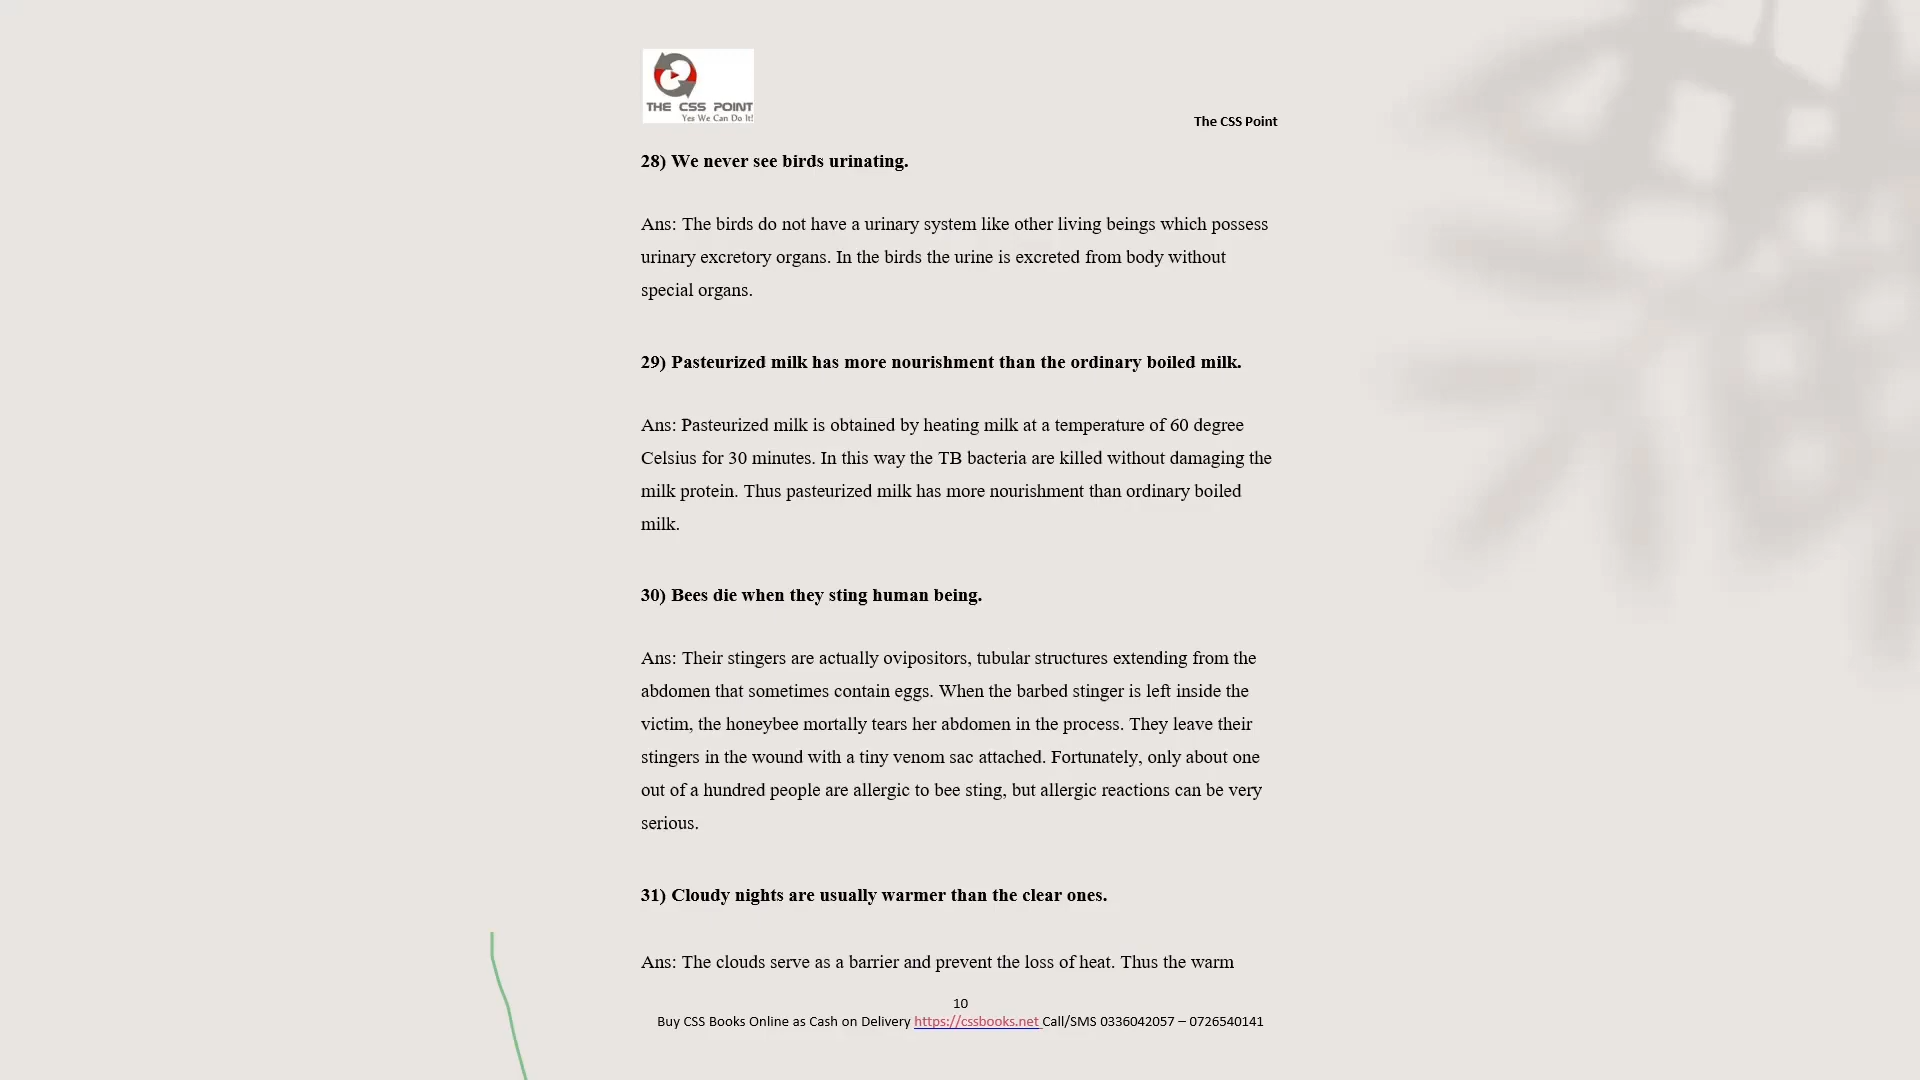 THE CSS POINT
Yes We Can Do It!
The CSS Point
28) We never see birds urinating.
Ans: The birds do not have a urinary system like other living beings which possess
urinary excretory organs. In the birds the urine is excreted from body without
special organs.
29) Pasteurized milk has more nourishment than the ordinary boiled milk.
Ans: Pasteurized milk is obtained by heating milk at a temperature of 60 degree
Celsius for 30 minutes. In this way the TB bacteria are killed without damaging the
milk protein. Thus pasteurized milk has more nourishment than ordinary boiled
milk.
30) Bees die when they sting human being.
Ans: Their stingers are actually ovipositors, tubular structures extending from the
abdomen that sometimes contain eggs. When the barbed stinger is left inside the
victim, the honeybee mortally tears her abdomen in the process. They leave their
stingers in the wound with a tiny venom sac attached. Fortunately, only about one
out of a hundred people are allergic to bee sting, but allergic reactions can be very
serious.
31) Cloudy nights are usually warmer than the clear ones.
Ans: The clouds serve as a barrier and prevent the loss of heat. Thus the warm
10
Buy CSS Books Online as Cash on Delivery https://cssbooks.net Call/SMS 0336042057 – 0726540141